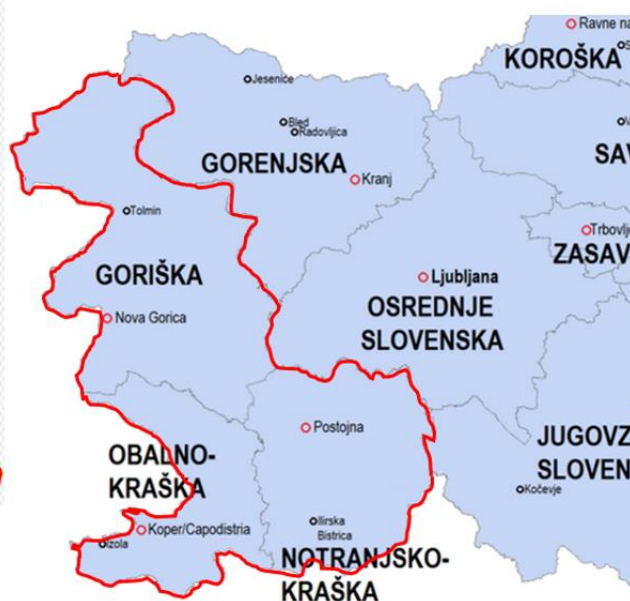 Ravne na
KOROŠKA
S
Jesenice
Bled
Radovljica
V
SAV
GORENJSKA
Kranj
Tolmin
Trbovlje
ZASAV
GORIŠKA
Ljubljana
OSREDNJE
SLOVENSKA
Nova Gorica
Postojna
JUGOVZ
SLOVEN
OBALNO-
KRAŠKA
Kočevje
Koper/Capodistria
Izola
Ilirska
Bistrica
NOTRANJSKO-
KRAŠKA